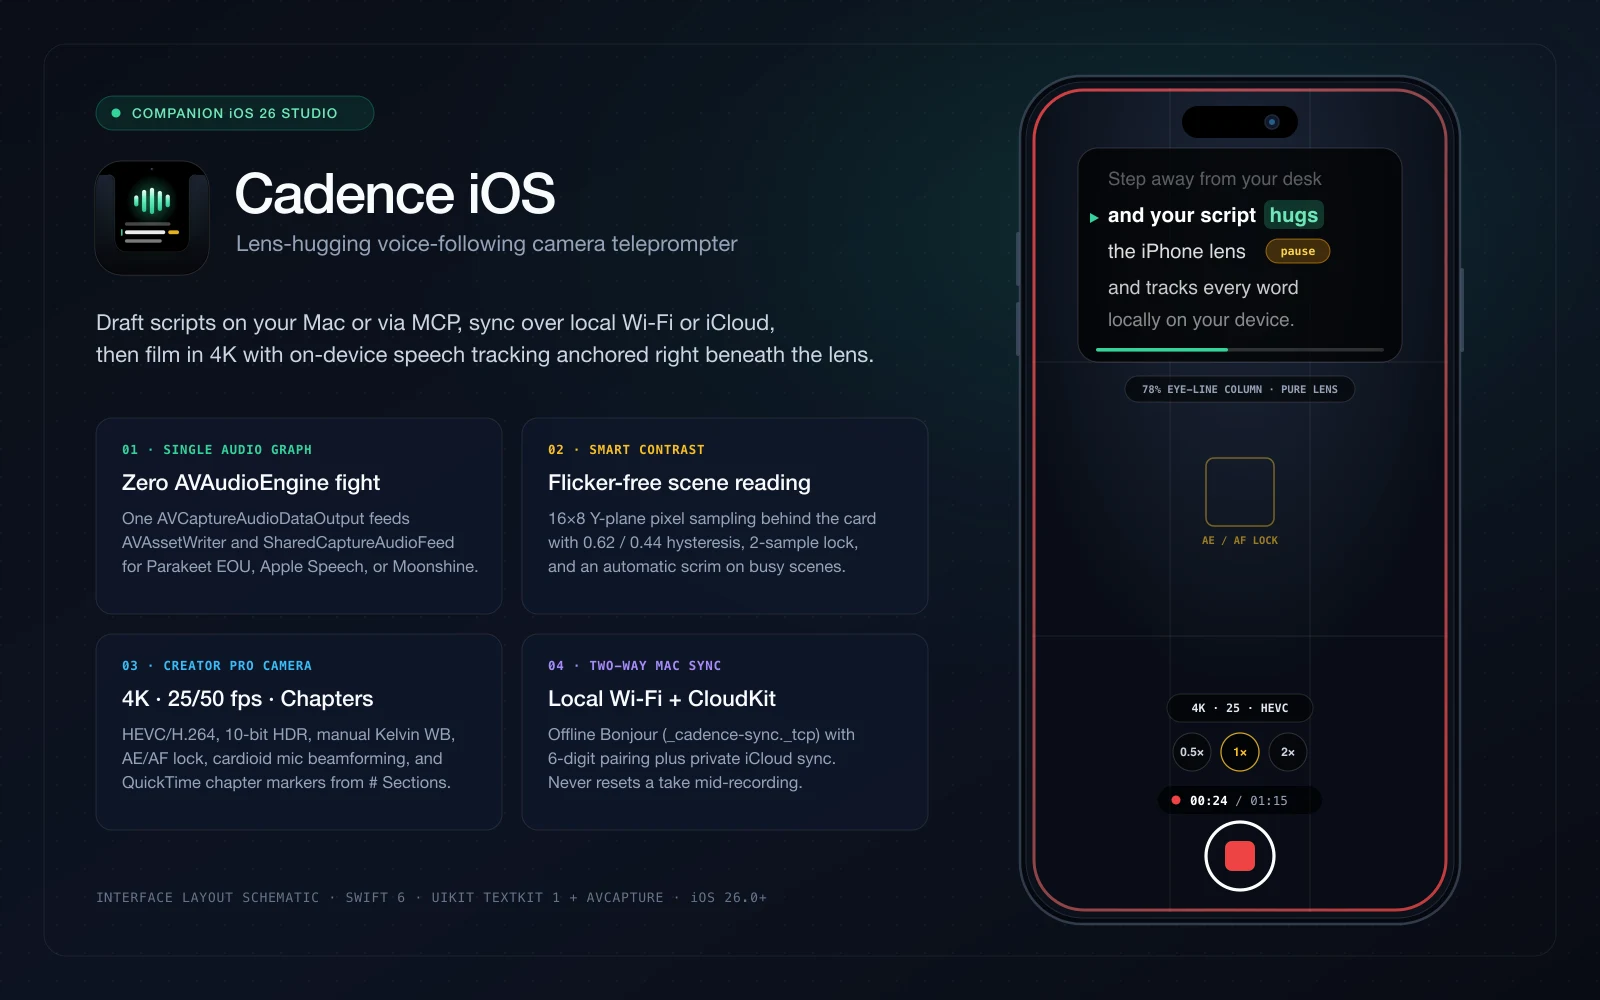 COMPANION iOS 26 STUDIO
Cadence iOS
Lens-hugging voice-following camera teleprompter
Draft scripts on your Mac or via MCP, sync over local Wi-Fi or iCloud,
then film in 4K with on-device speech tracking anchored right beneath the lens.
01 · SINGLE AUDIO GRAPH
Zero AVAudioEngine fight
One AVCaptureAudioDataOutput feeds
AVAssetWriter and SharedCaptureAudioFeed
for Parakeet EOU, Apple Speech, or Moonshine.
02 · SMART CONTRAST
Flicker-free scene reading
16×8 Y-plane pixel sampling behind the card
with 0.62 / 0.44 hysteresis, 2-sample lock,
and an automatic scrim on busy scenes.
03 · CREATOR PRO CAMERA
4K · 25/50 fps · Chapters
HEVC/H.264, 10-bit HDR, manual Kelvin WB,
AE/AF lock, cardioid mic beamforming, and
QuickTime chapter markers from # Sections.
04 · TWO-WAY MAC SYNC
Local Wi-Fi + CloudKit
Offline Bonjour (_cadence-sync._tcp) with
6-digit pairing plus private iCloud sync.
Never resets a take mid-recording.
INTERFACE LAYOUT SCHEMATIC · SWIFT 6 · UIKIT TEXTKIT 1 + AVCAPTURE · iOS 26.0+
Step away from your desk
and your script hugs
the iPhone lens pause
and tracks every word
locally on your device.
78% EYE-LINE COLUMN · PURE LENS
AE / AF LOCK
4K · 25 · HEVC
0.5× 1× 2×
00:24 / 01:15